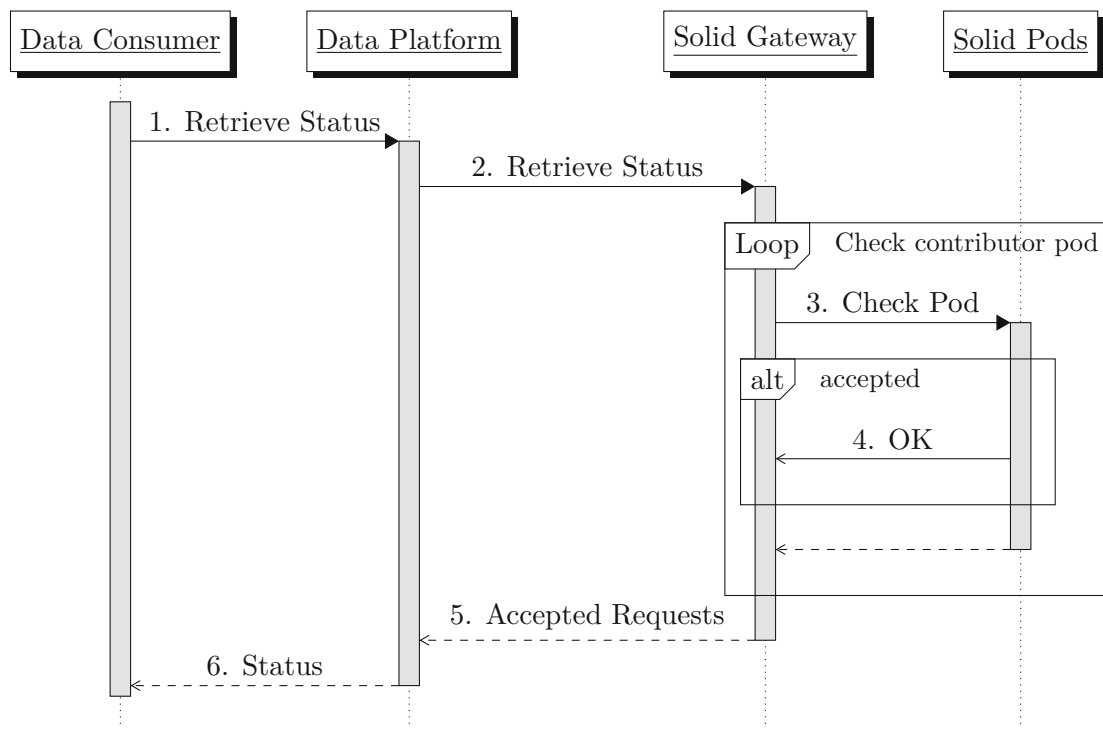 Data Consumer
Data Platform
Solid Gateway
Solid Pods
1. Retrieve Status
2. Retrieve Status
Loop
Check contributor pod
3. Check Pod
alt
accepted
4. OK
5. Accepted Requests
6. Status